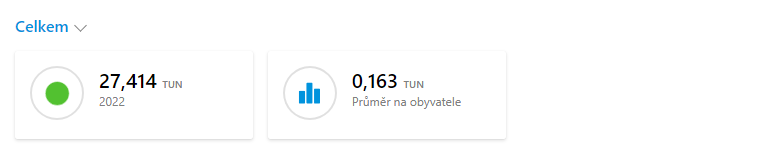 Celkem
27,414 TUN
2022
0,163 TUN
Průměr na obyvatele